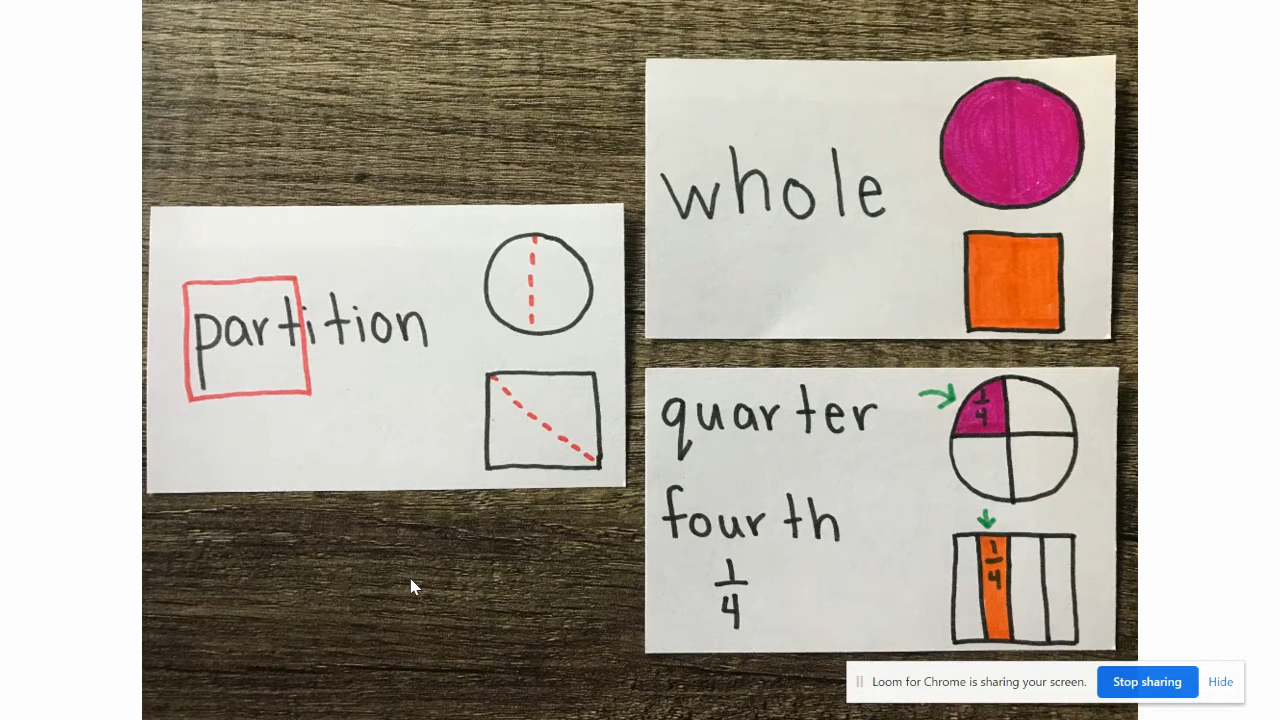 partition
whole
quarter
fourth
1/4
1/4
1/4
Loom for Chrome is sharing your screen.
Stop sharing
Hide